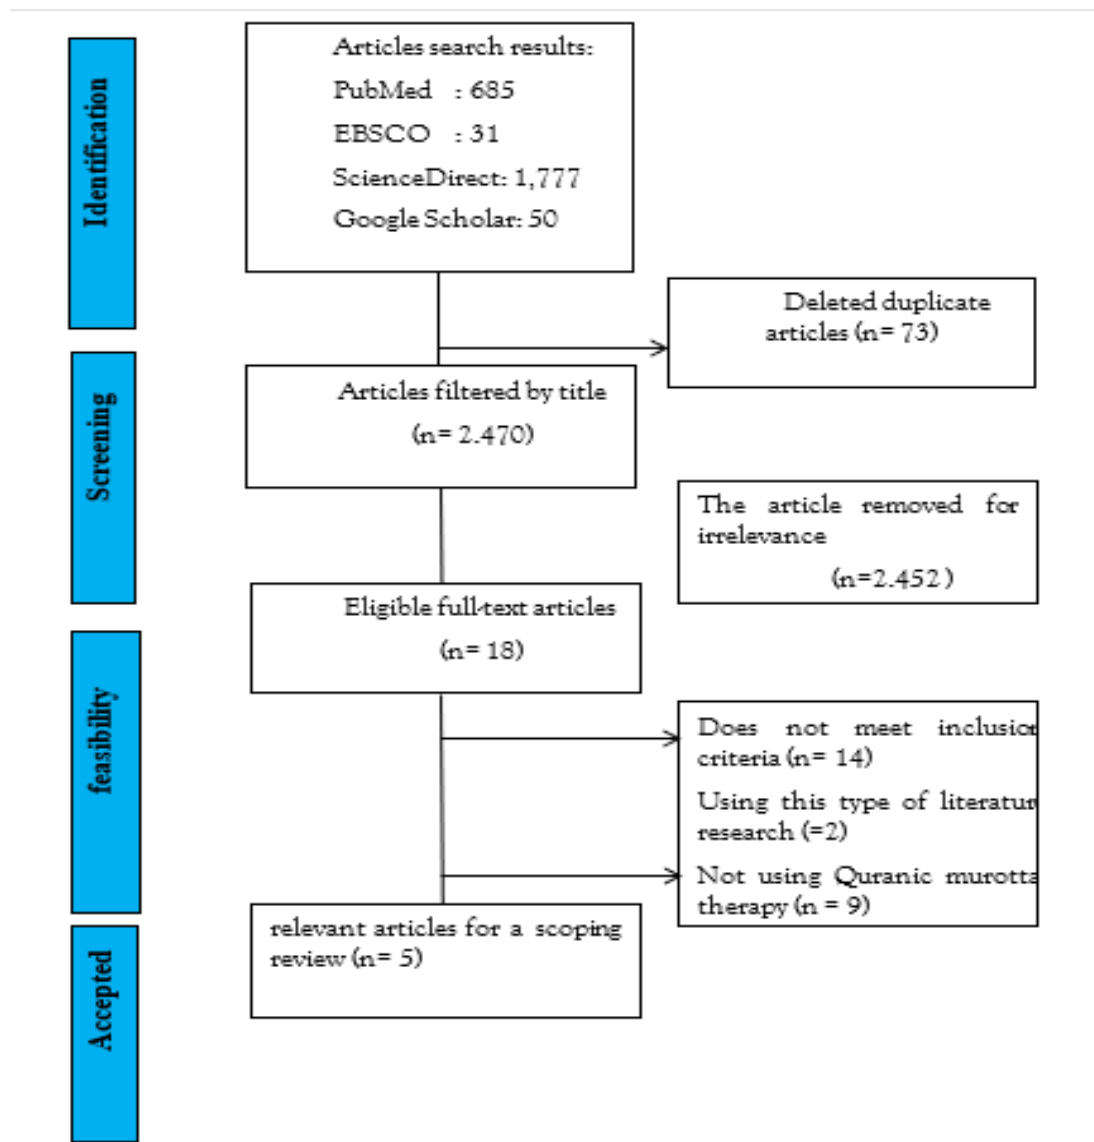 Identification
Articles search results:
PubMed : 685
EBSCO : 31
ScienceDirect: 1,777
Google Scholar: 50
Deleted duplicate
articles (n= 73)
Screening
Articles filtered by title
(n= 2.470)
The article removed for
irrelevance
(n=2.452 )
Eligible full-text articles
(n= 18)
feasibility
Does not meet inclusion
criteria (n= 14)
Using this type of literatur
research (=2)
Not using Quranic murotta
therapy (n = 9)
Accepted
relevant articles for a scoping
review (n= 5)